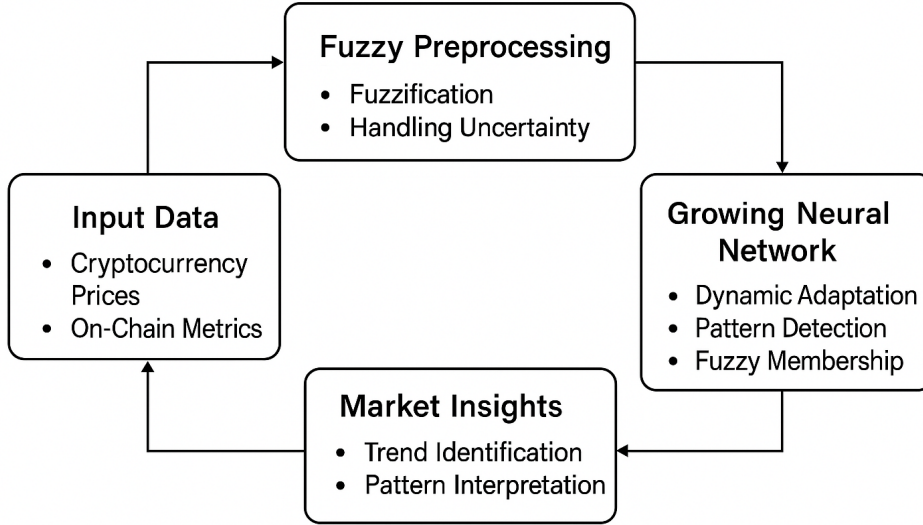 Fuzzy Preprocessing
• Fuzzification
• Handling Uncertainty
Input Data
• Cryptocurrency
Prices
• On-Chain Metrics
Growing Neural
Network
• Dynamic Adaptation
• Pattern Detection
• Fuzzy Membership
Market Insights
• Trend Identification
• Pattern Interpretation